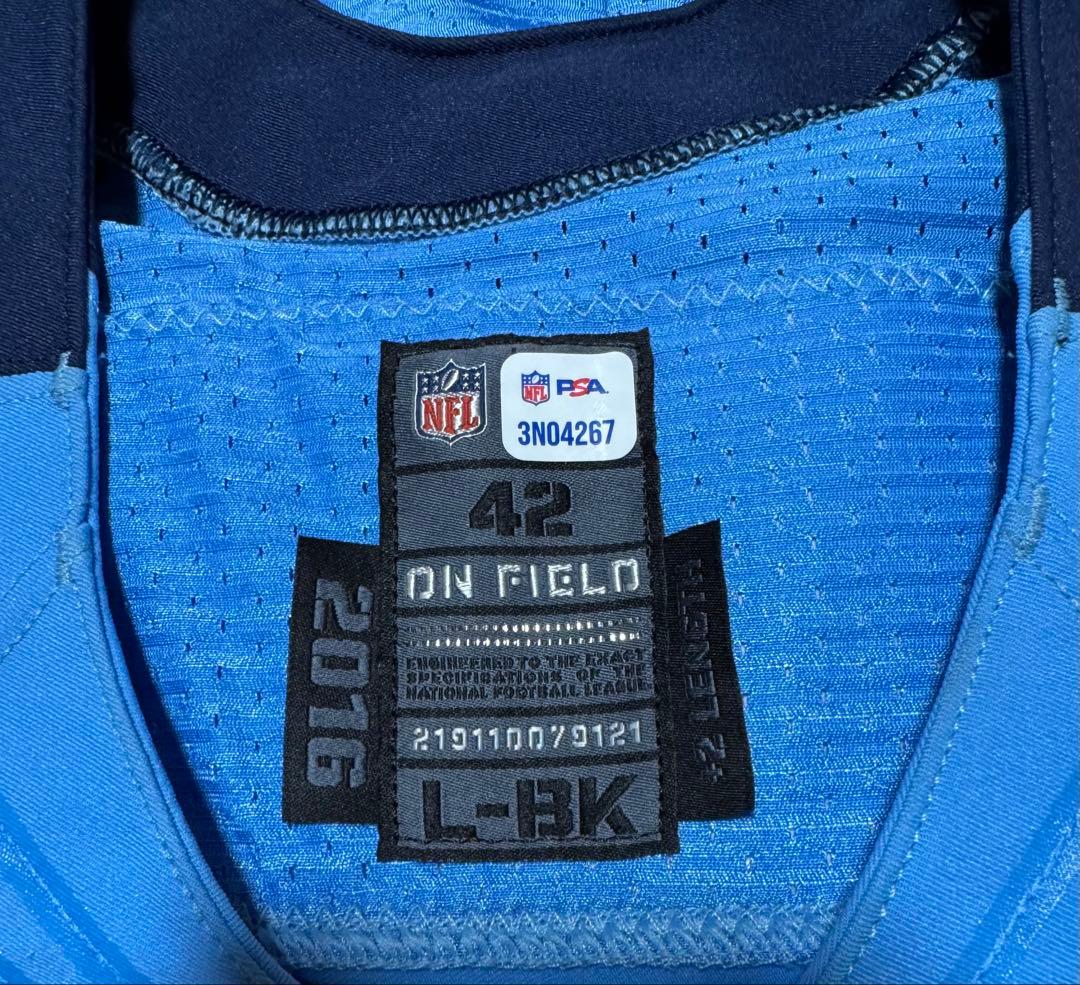 NFL
NFL PSA
3N04267
42
ON FIELD
ENGINEERED TO THE EXACT
SPECIFICATIONS OF THE
NATIONAL FOOTBALL LEAGUE
219110079121
L-BK
2016
+2 LENGTH